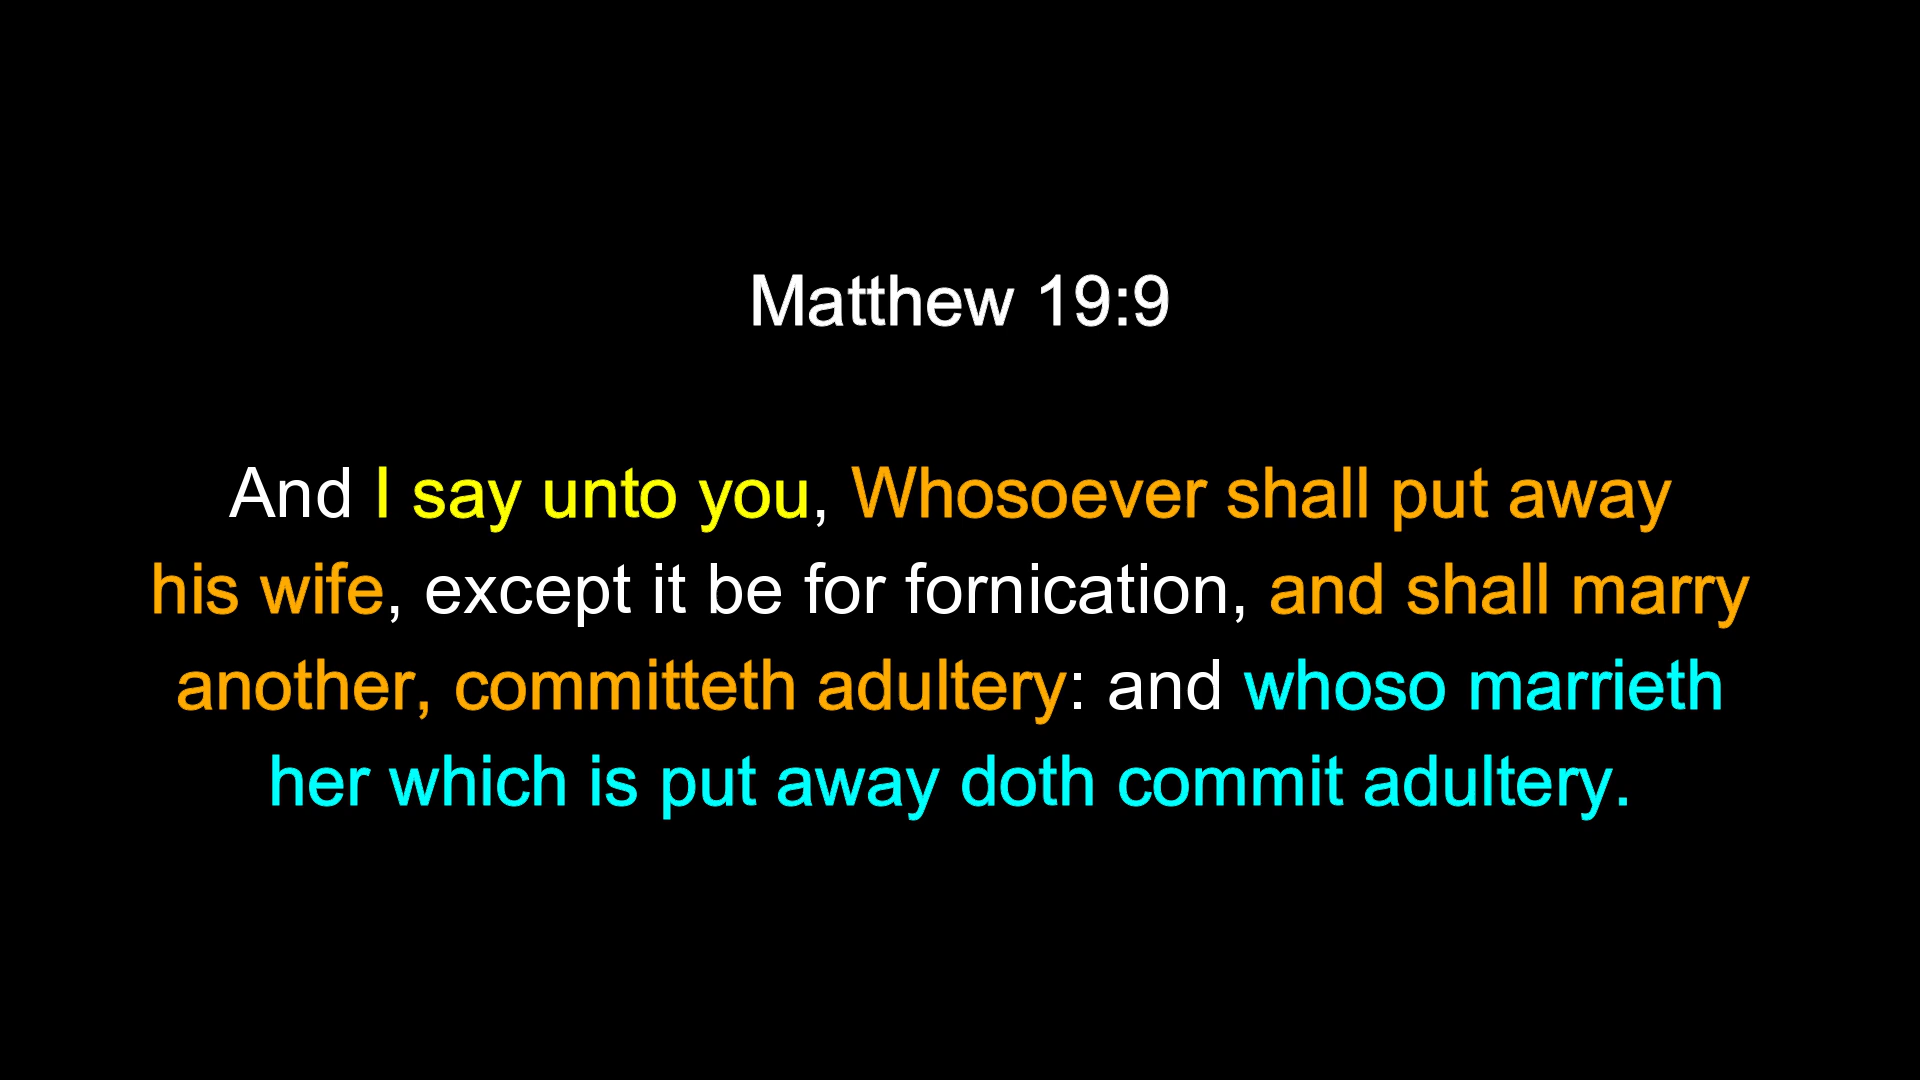 Matthew 19:9
And I say unto you, Whosoever shall put away
his wife, except it be for fornication, and shall marry
another, committeth adultery: and whoso marrieth
her which is put away doth commit adultery.